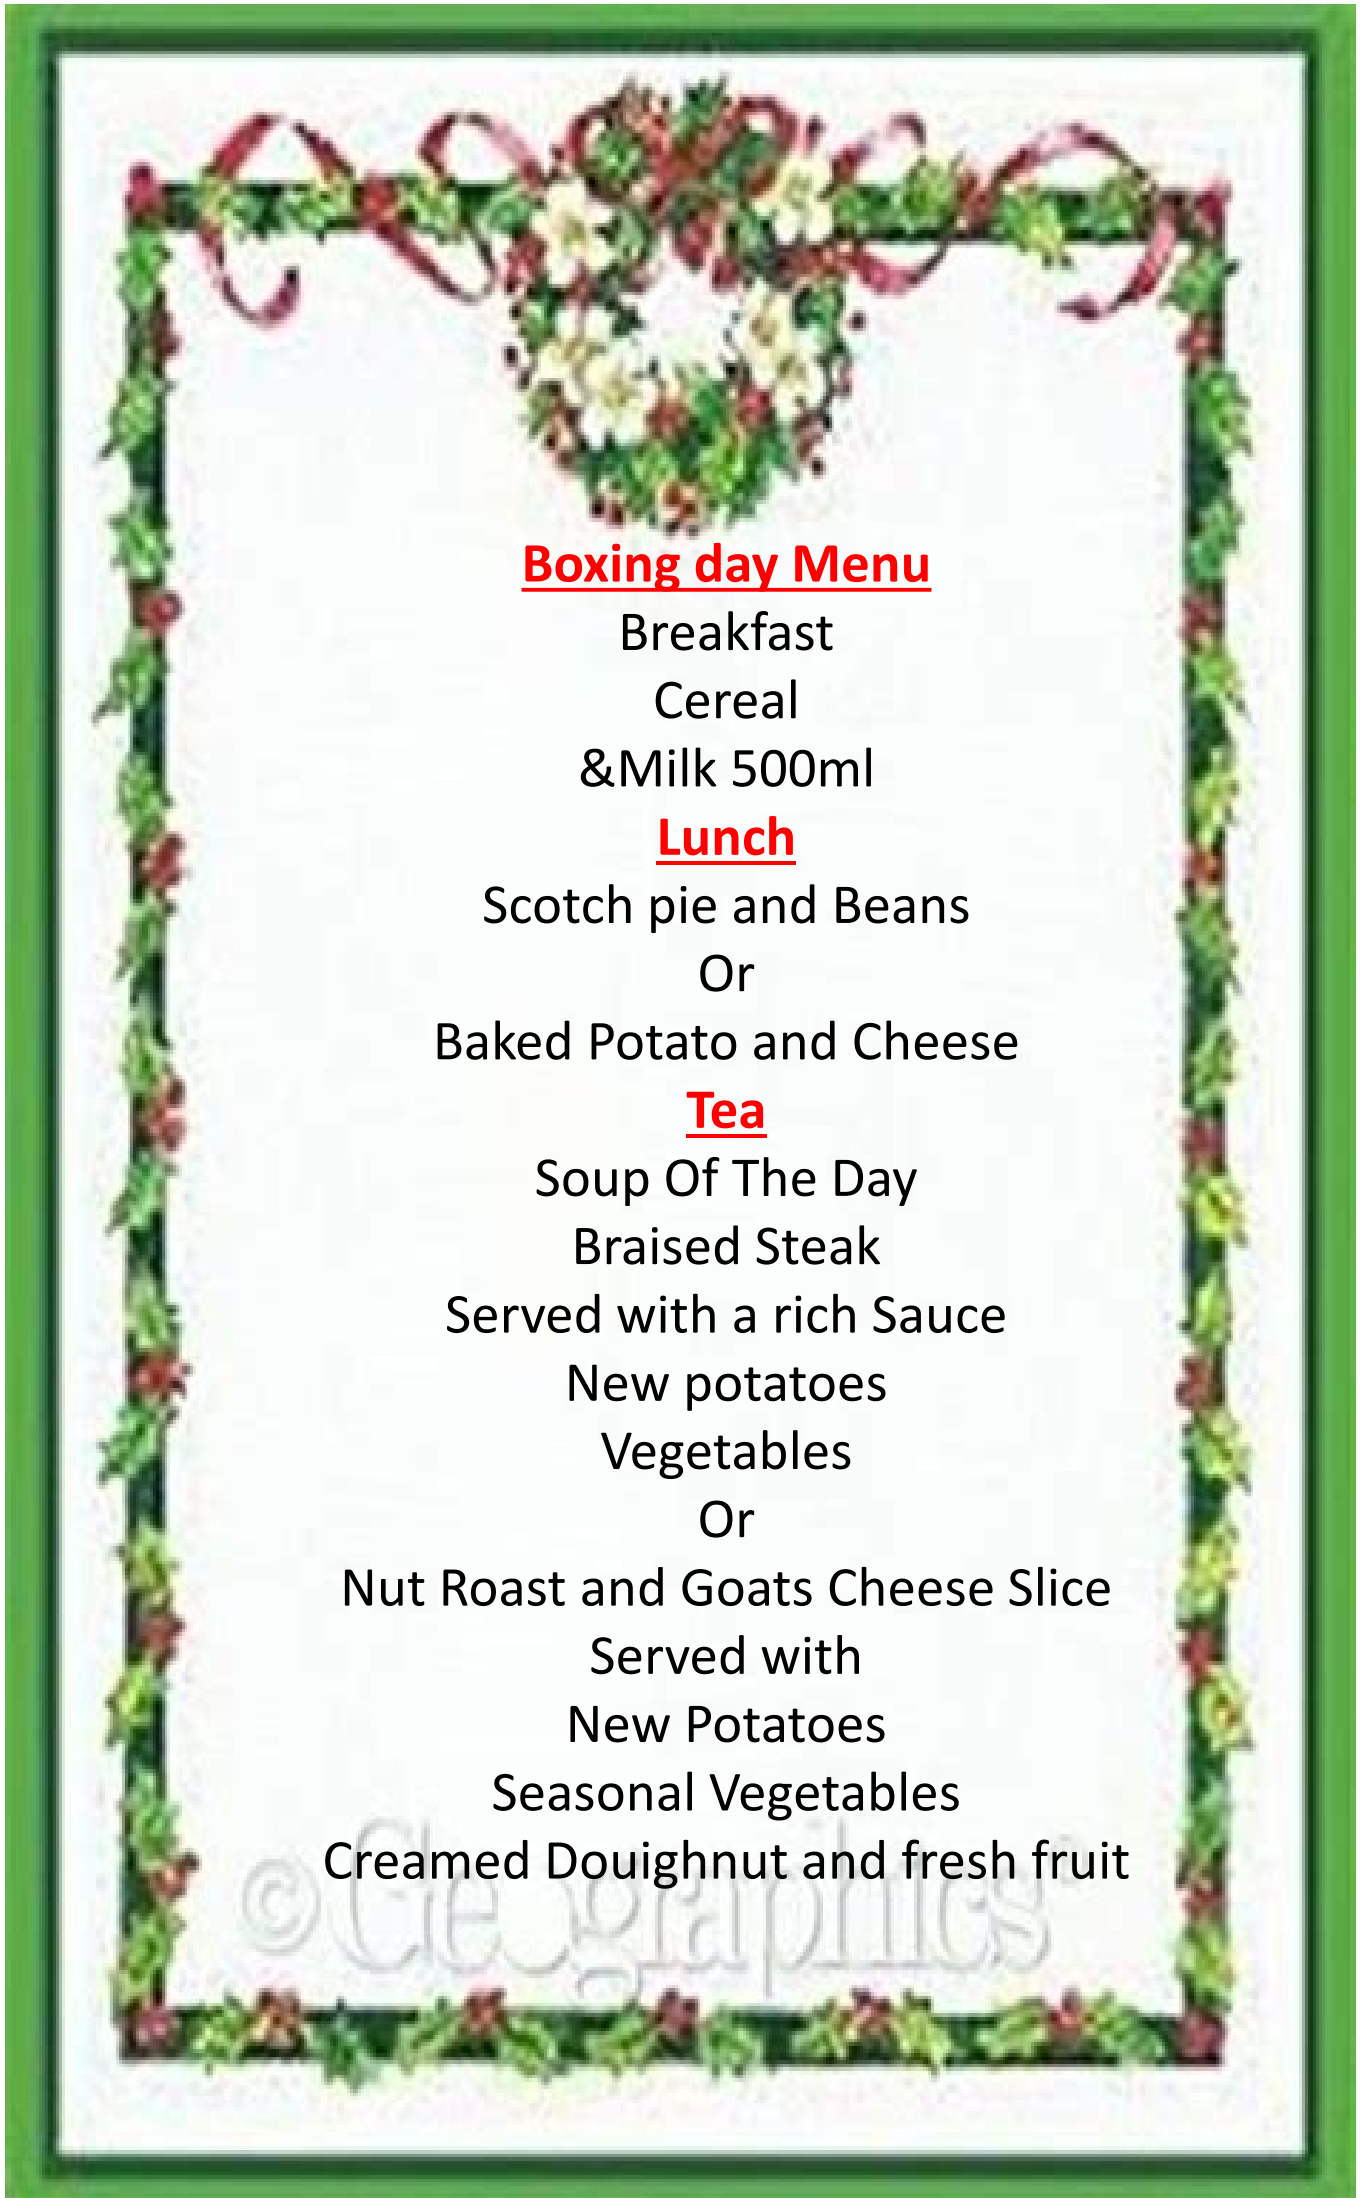 Boxing day Menu
Breakfast
Cereal
&Milk 500ml
Lunch
Scotch pie and Beans
Or
Baked Potato and Cheese
Tea
Soup Of The Day
Braised Steak
Served with a rich Sauce
New potatoes
Vegetables
Or
Nut Roast and Goats Cheese Slice
Served with
New Potatoes
Seasonal Vegetables
Creamed Douighnut and fresh fruit
©Geographics®